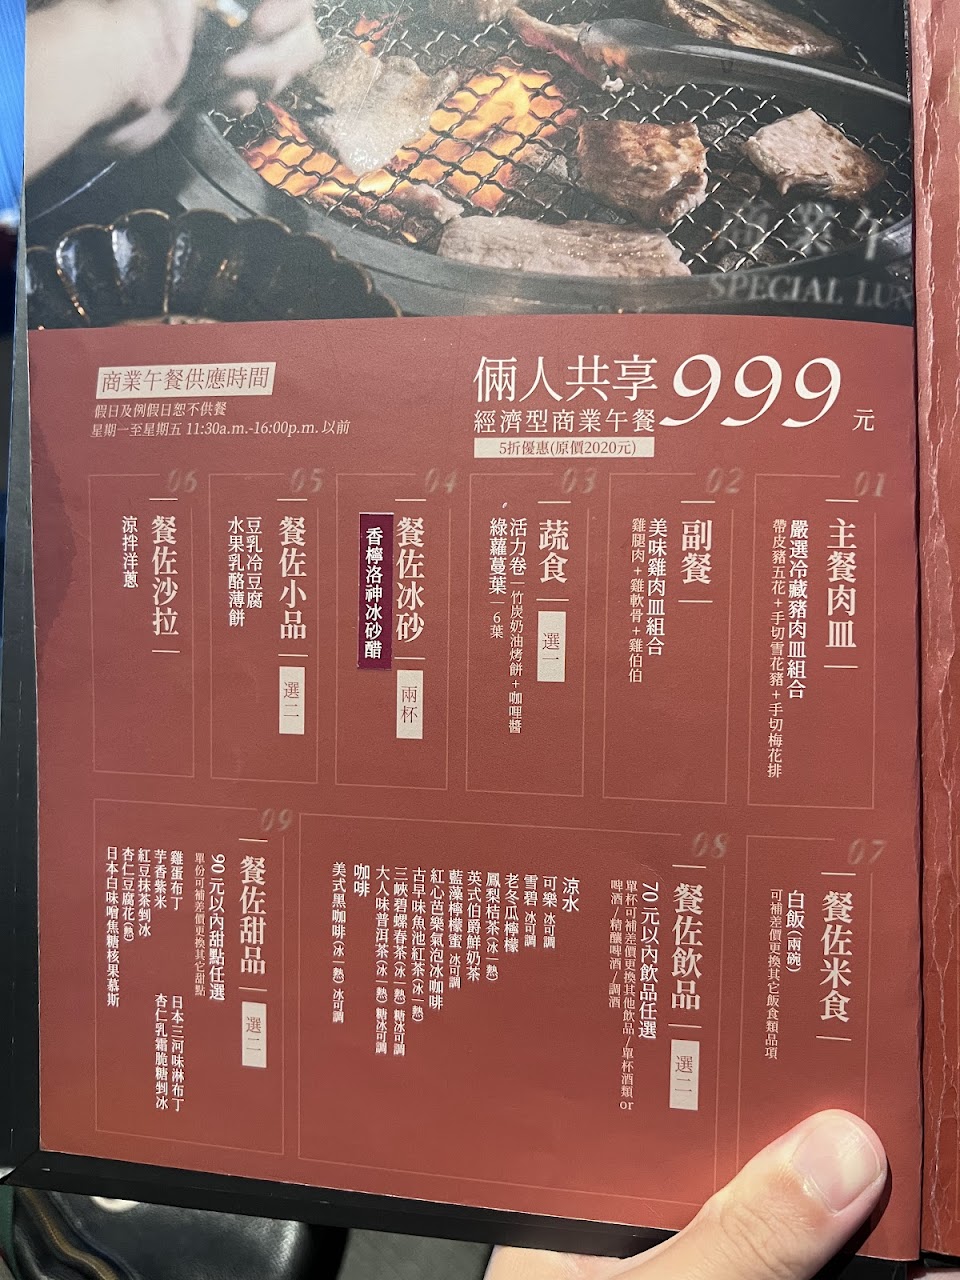 商業午
SPECIAL LUN
商業午餐供應時間
假日及例假日恕不供餐
星期一至星期五 11:30a.m.-16:00p.m. 以前
倆人共享
經濟型商業午餐
999元
5折優惠(原價2020元)
01
主餐肉皿
嚴選冷藏豬肉皿組合
帶皮豬五花+手切雪花豬+手切梅花排
02
副餐
美味雞肉皿組合
雞腿肉+雞軟骨+雞伯伯
03
蔬食
選一
活力卷—竹炭奶油烤餅+咖哩醬
綠蘿蔓葉—6葉
04
餐佐冰砂
兩杯
香檸洛神冰砂醋
05
餐佐小品
選二
豆乳冷豆腐
水果乳酪薄餅
06
餐佐沙拉
涼拌洋蔥
07
餐佐米食
白飯(兩碗)
可補差價更換其它飯食類品項
08
餐佐飲品
選二
70元以內飲品任選
單杯可補差價更換其他飲品/單杯酒類or
啤酒/精釀啤酒/調酒
涼水
可樂 冰可調
雪碧 冰可調
老冬瓜檸檬
鳳梨桔茶(冰一熱)
英式伯爵鮮奶茶
藍藻檸檬蜜 冰可調
紅心芭樂氣泡冰咖啡
古早味魚池紅茶(冰一熱)
三峽碧螺春茶(冰一熱)糖冰可調
大人味普洱茶(冰一熱)糖冰可調
咖啡
美式黑咖啡(冰一熱)冰可調
09
餐佐甜品
選二
90元以內甜點任選
單份可補差價更換其它甜點
雞蛋布丁
日本三河味淋布丁
芋香紫米
杏仁乳霜脆糖剉冰
紅豆抹茶剉冰
杏仁豆腐花(熱)
日本白味噌焦糖核果慕斯